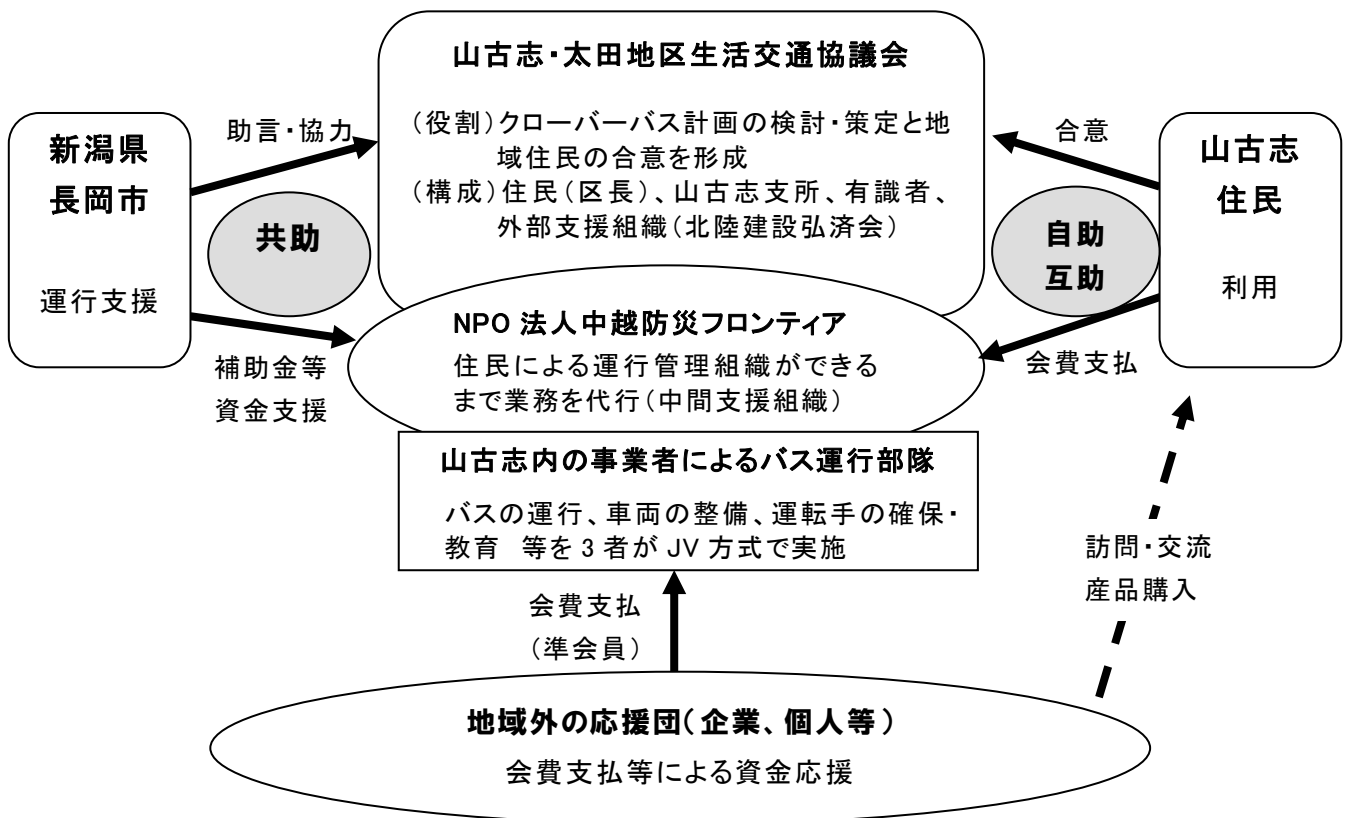 山古志・太田地区生活交通協議会
(役割)クローバーバス計画の検討・策定と地
域住民の合意を形成
(構成)住民(区長)、山古志支所、有識者、
外部支援組織(北陸建設弘済会)
新潟県
長岡市
運行支援
助言・協力
共助
補助金等
資金支援
合意
自助
互助
会費支払
山古志
住民
利用
NPO 法人中越防災フロンティア
住民による運行管理組織ができる
まで業務を代行(中間支援組織)
山古志内の事業者によるバス運行部隊
バスの運行、車両の整備、運転手の確保・
教育 等を 3 者が JV 方式で実施
会費支払
(準会員)
訪問・交流
産品購入
地域外の応援団(企業、個人等)
会費支払等による資金応援